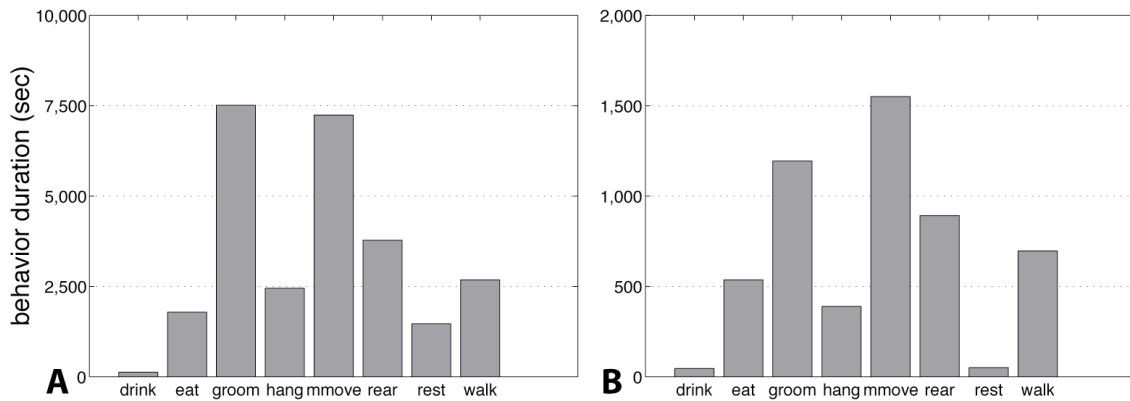 behavior duration (sec)
10,000
7,500
5,000
2,500
0
drink eat groom hang mmove rear rest walk
A
2,000
1,500
1,000
500
0
drink eat groom hang mmove rear rest walk
B